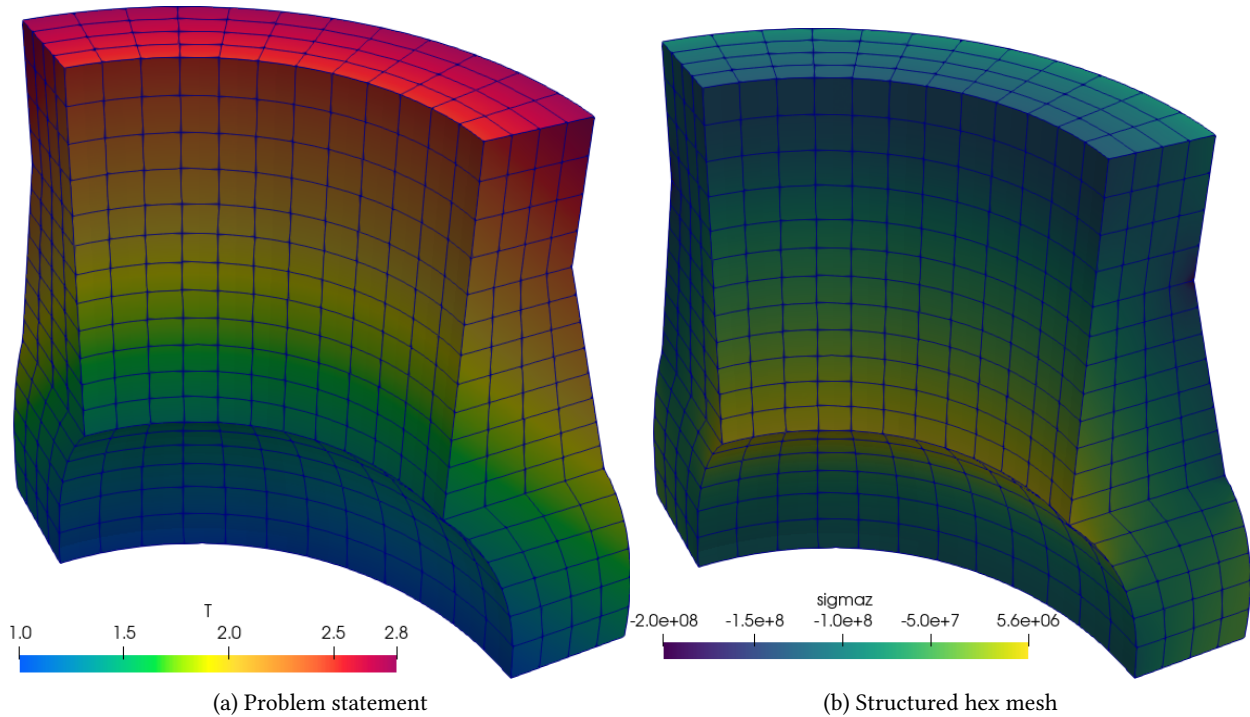 T
1.0 1.5 2.0 2.5 2.8
(a) Problem statement
sigmaz
-2.0e+08 -1.5e+8 -1.0e+8 -5.0e+7 5.6e+06
(b) Structured hex mesh